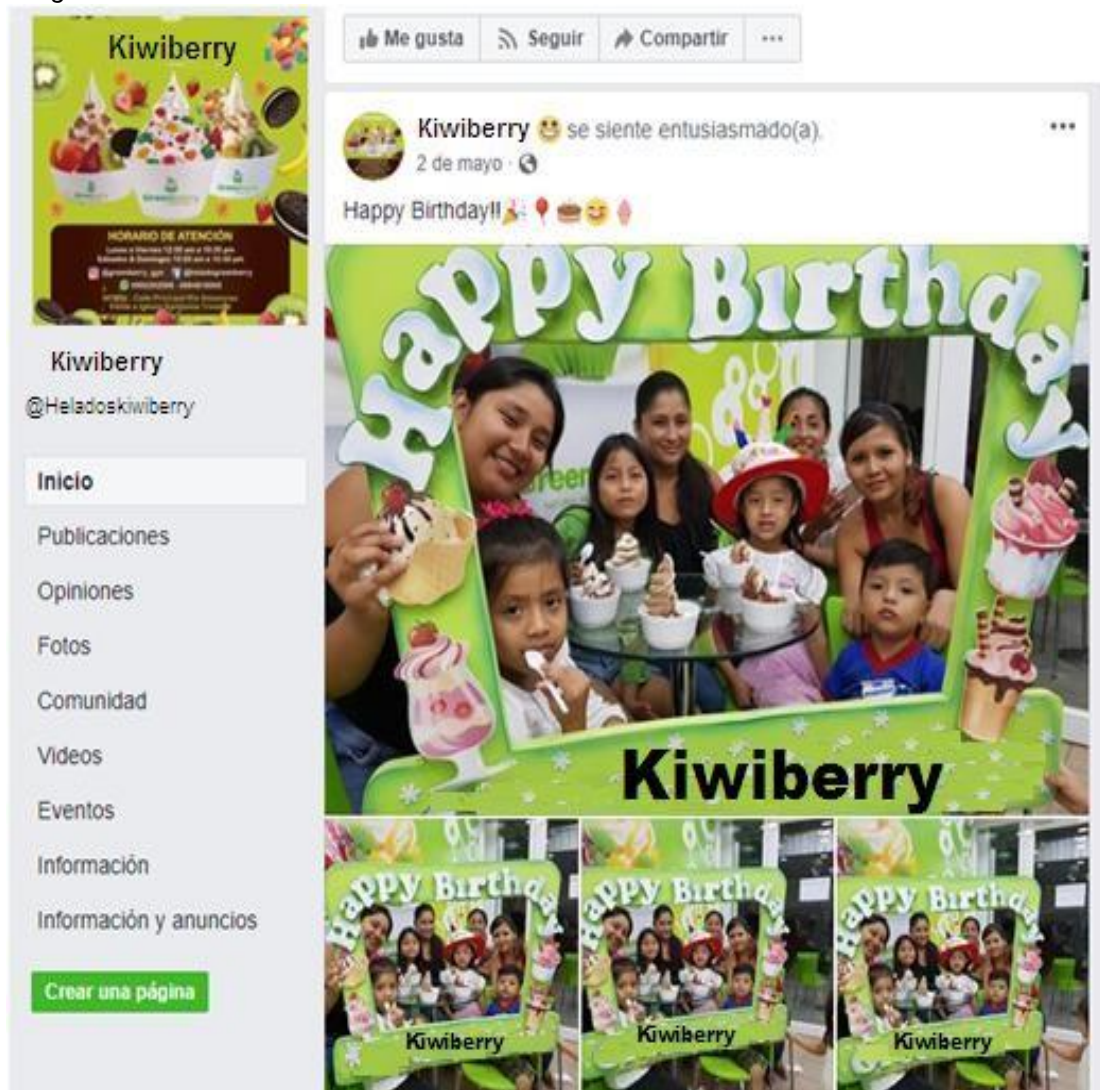 Kiwiberry
HORARIO DE ATENCIÓN
Kiwiberry
@Heladoskiwiberry
Inicio
Publicaciones
Opiniones
Fotos
Comunidad
Videos
Eventos
Información
Información y anuncios
Crear una página
Me gusta
Seguir
Compartir
Kiwiberry se siente entusiasmado(a).
2 de mayo
Happy Birthday!!
Happy Birthday
Green
Kiwiberry
Happy Birthday
Kiwiberry
Happy Birthday
Kiwiberry
Happy Birthday
Kiwiberry